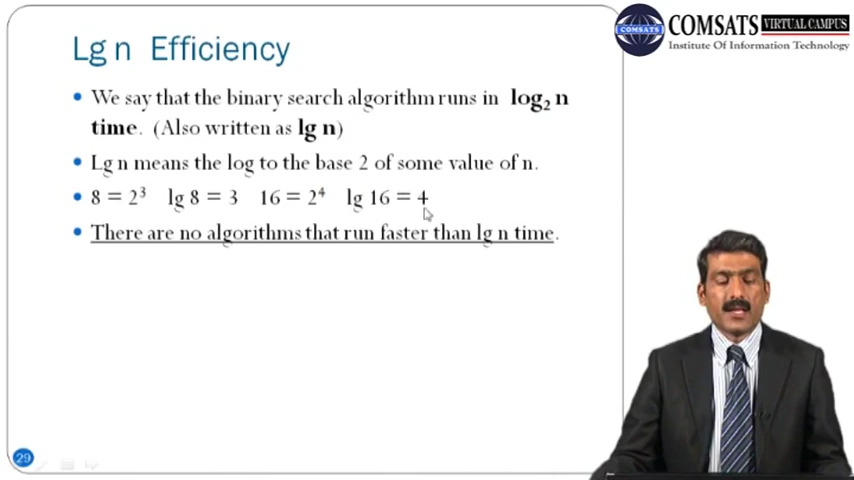 COMSATS VIRTUAL CAMPUS
COMSATS
Institute Of Information Technology
Lg n Efficiency
• We say that the binary search algorithm runs in log₂ n
time. (Also written as lg n)
• Lg n means the log to the base 2 of some value of n.
• 8 = 2³ lg 8 = 3 16 = 2⁴ lg 16 = 4
• There are no algorithms that run faster than lg n time.
29